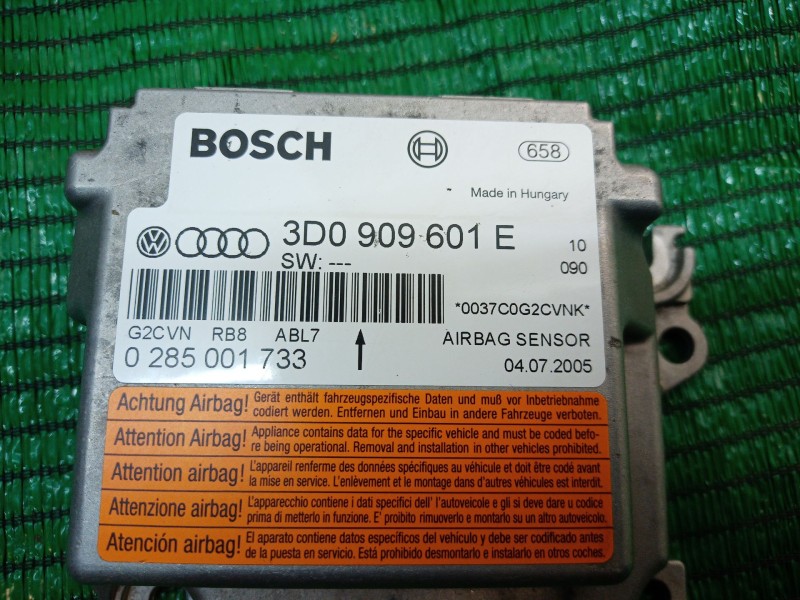 BOSCH
658
Made in Hungary
3D0 909 601 E
10
SW: ---
090
*0037C0G2CVNK*
G2CVN RB8 ABL7
AIRBAG SENSOR
0 285 001 733
04.07.2005
Achtung Airbag! Gerät enthält fahrzeugspezifische Daten und muß vor Inbetriebnahme
codiert werden. Entfernen und Einbau in andere Fahrzeuge verboten.
Attention Airbag! Appliance contains data for the specific vehicle and must be coded befo-
re being operational. Removal and reinstallation in other vehicles prohibited.
Attention airbag! L'appareil renferme des données spécifiques au véhicule et doit être codé avant
la mise en service. L'enlèvement et le montage dans d'autres véhicules est interdit.
Attenzione airbag! L'apparecchio contiene i dati specifici dell' l'autoveicolo e gli si deve dare u codice
prima di metterlo in funzione. E' proibito rimuoverlo e montarlo su un altro autoveicolo.
Atención airbag! El aparato contiene datos específicos del vehículo y debe ser codificado antes
de la puesta en servicio. Está prohibido desmontarlo e instalarlo en otros coches.